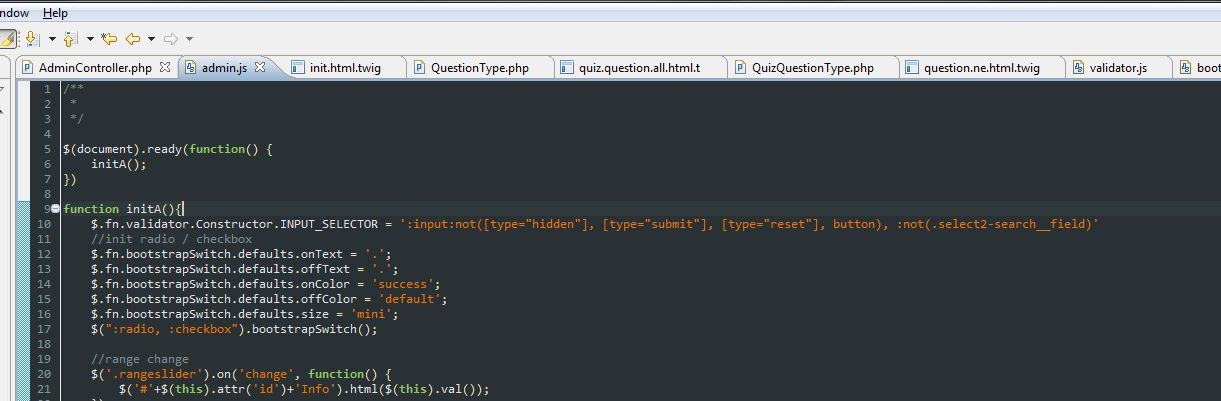 ndow Help
AdminController.php admin.js init.html.twig QuestionType.php quiz.question.all.html.t QuizQuestionType.php question.ne.html.twig validator.js boot
1 /**
2 *
3 */
4
5 $(document).ready(function() {
6 initA();
7 })
8
9 function initA(){
10 $.fn.validator.Constructor.INPUT_SELECTOR = ':input:not([type="hidden"], [type="submit"], [type="reset"], button), :not(.select2-search__field)'
11 //init radio / checkbox
12 $.fn.bootstrapSwitch.defaults.onText = '.';
13 $.fn.bootstrapSwitch.defaults.offText = '.';
14 $.fn.bootstrapSwitch.defaults.onColor = 'success';
15 $.fn.bootstrapSwitch.defaults.offColor = 'default';
16 $.fn.bootstrapSwitch.defaults.size = 'mini';
17 $(":radio, :checkbox").bootstrapSwitch();
18
19 //range change
20 $('.rangeslider').on('change', function() {
21 $('#'+$(this).attr('id')+'Info').html($(this).val());